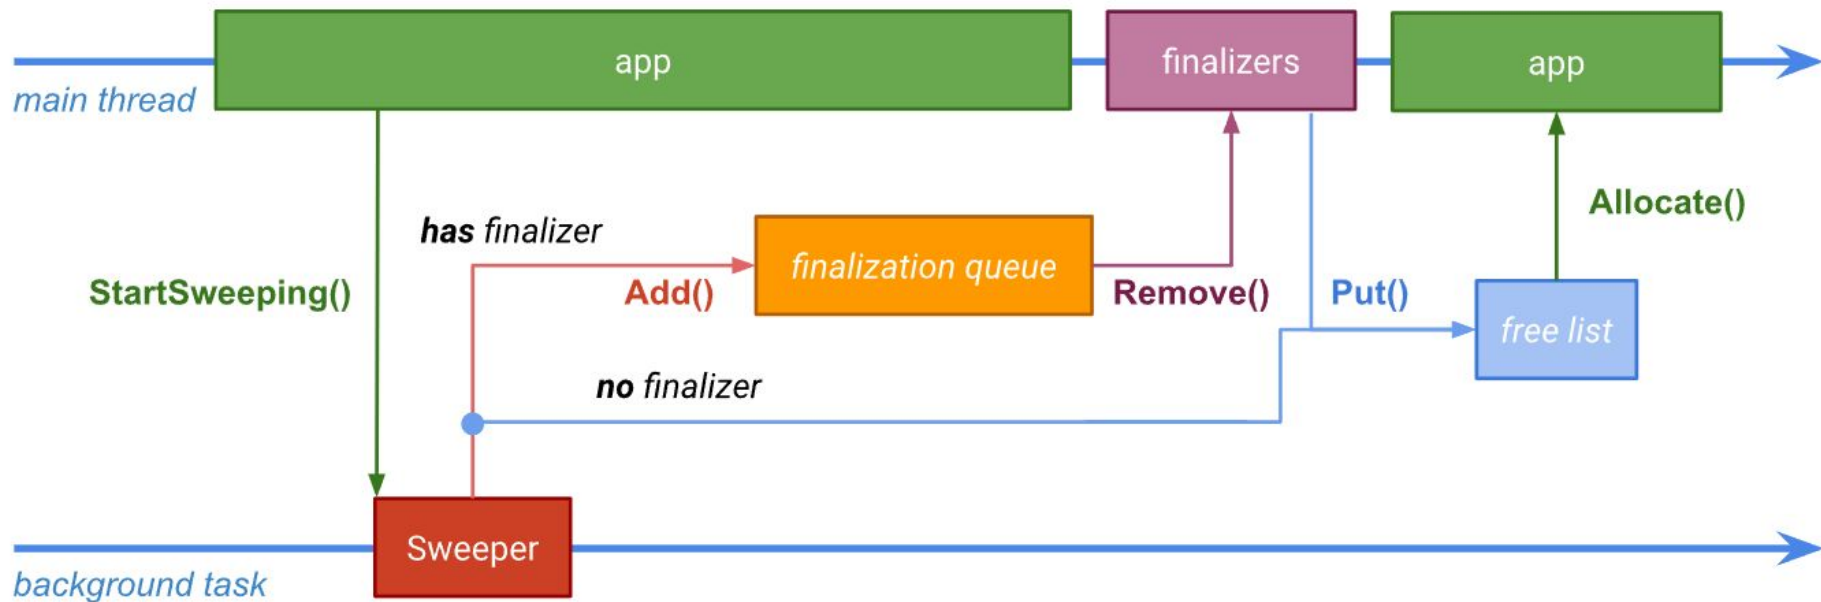 app
finalizers
app
main thread
Allocate()
has finalizer
finalization queue
StartSweeping()
Add()
Remove()
Put()
free list
no finalizer
Sweeper
background task